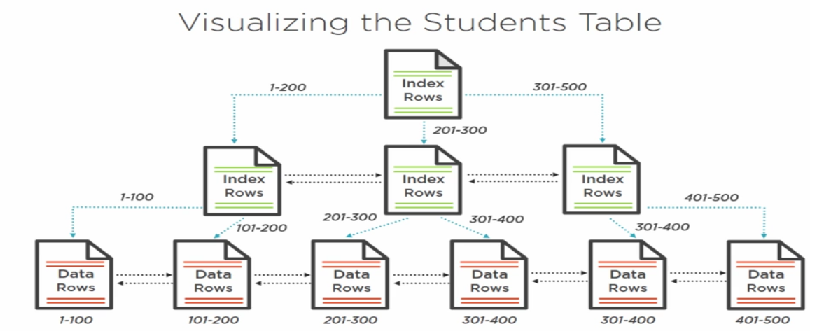 Visualizing the Students Table
Index
Rows
1-200
301-500
201-300
Index
Rows
Index
Rows
Index
Rows
1-100
101-200
201-300
301-400
301-400
401-500
Data
Rows
Data
Rows
Data
Rows
Data
Rows
Data
Rows
Data
Rows
1-100
101-200
201-300
301-400
301-400
401-500